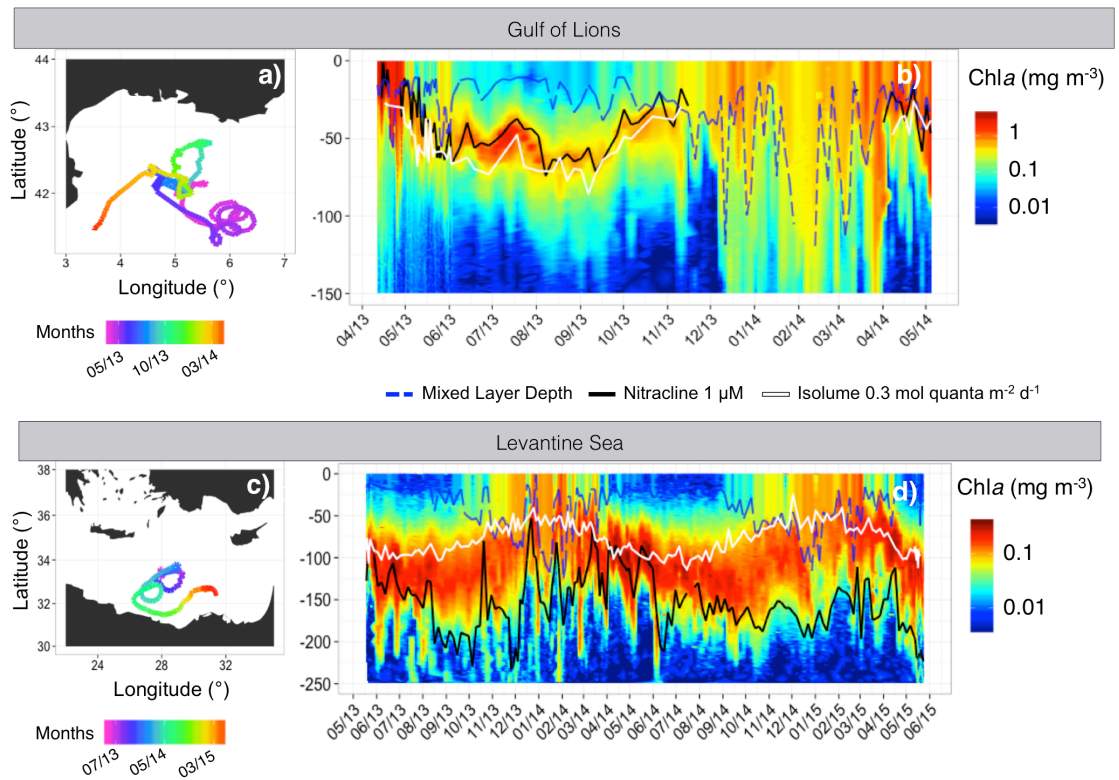 Gulf of Lions
a)
44
43
42
Latitude (°)
3 4 5 6 7
Longitude (°)
Months
05/13 10/13 03/14
b)
0
-50
-100
-150
04/13 05/13 06/13 07/13 08/13 09/13 10/13 11/13 12/13 01/14 02/14 03/14 04/14 05/14
Chla (mg m-3)
1
0.1
0.01
Mixed Layer Depth Nitracline 1 µM Isolume 0.3 mol quanta m-2 d-1
Levantine Sea
c)
38
36
34
32
30
Latitude (°)
24 28 32
Longitude (°)
Months
07/13 05/14 03/15
d)
0
-50
-100
-150
-200
-250
05/13 06/13 07/13 08/13 09/13 10/13 11/13 12/13 01/14 02/14 03/14 04/14 05/14 06/14 07/14 08/14 09/14 10/14 11/14 12/14 01/15 02/15 03/15 04/15 05/15 06/15
Chla (mg m-3)
0.1
0.01